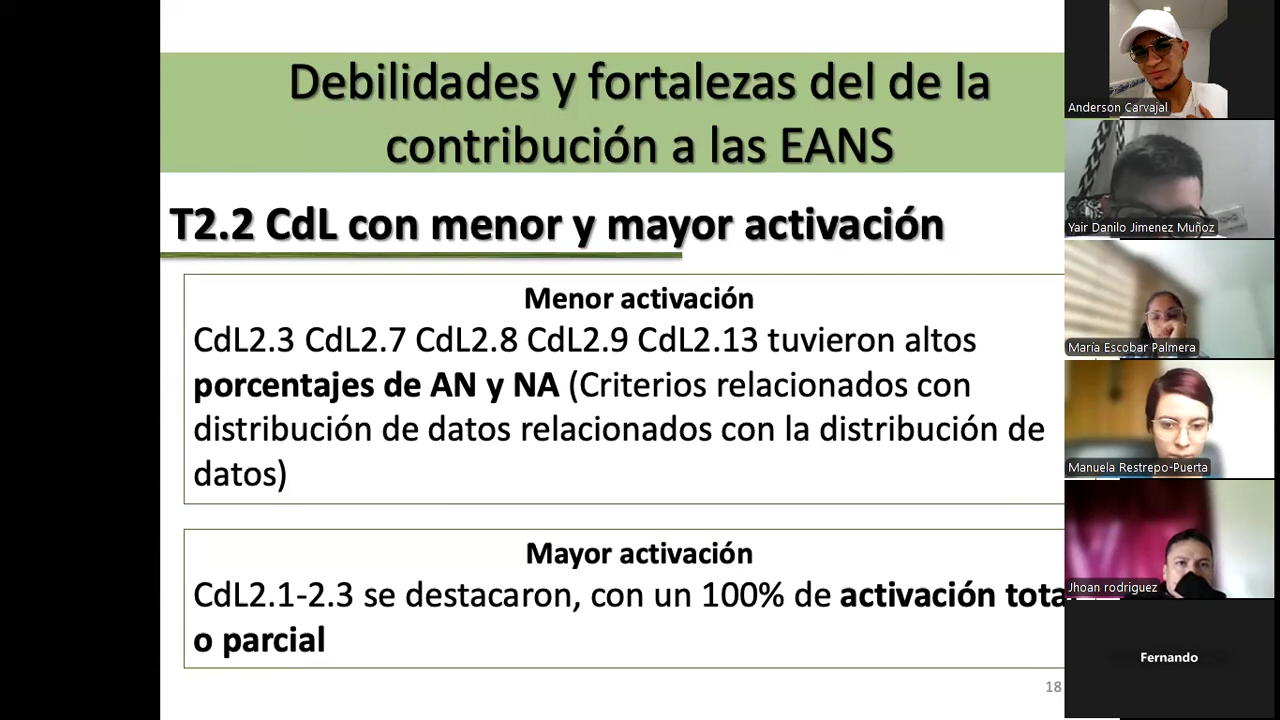 Debilidades y fortalezas del de la
contribución a las EANS
T2.2 CdL con menor y mayor activación
Menor activación
CdL2.3 CdL2.7 CdL2.8 CdL2.9 CdL2.13 tuvieron altos
porcentajes de AN y NA (Criterios relacionados con
distribución de datos relacionados con la distribución de
datos)
Mayor activación
CdL2.1-2.3 se destacaron, con un 100% de activación tota
o parcial
18
Anderson Carvajal
Yair Danilo Jimenez Muñoz
María Escobar Palmera
Manuela Restrepo-Puerta
Jhoan rodriguez
Fernando